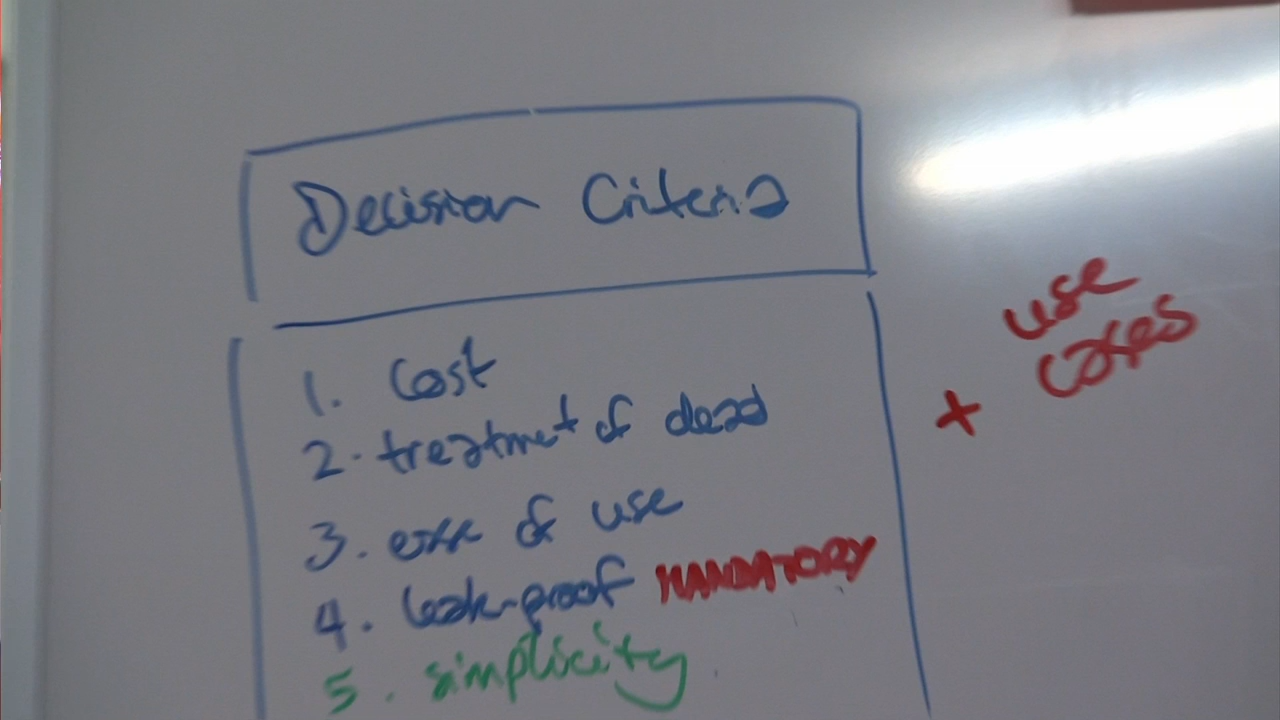 Decision Criteria
1. Cost
2. treatment of dead
3. ease of use
4. leak-proof MANDATORY
5. simplicity
+ use
cases